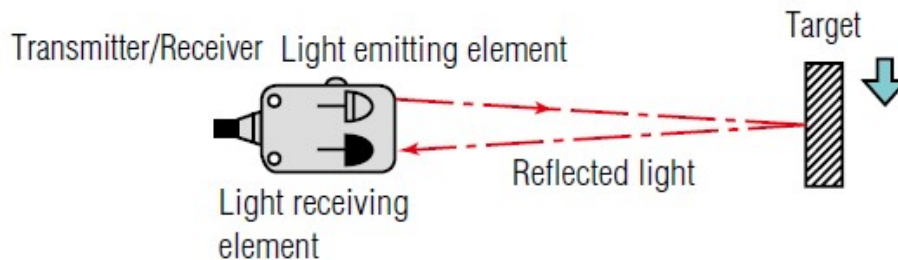 Transmitter/Receiver
Light emitting element
Target
Reflected light
Light receiving
element